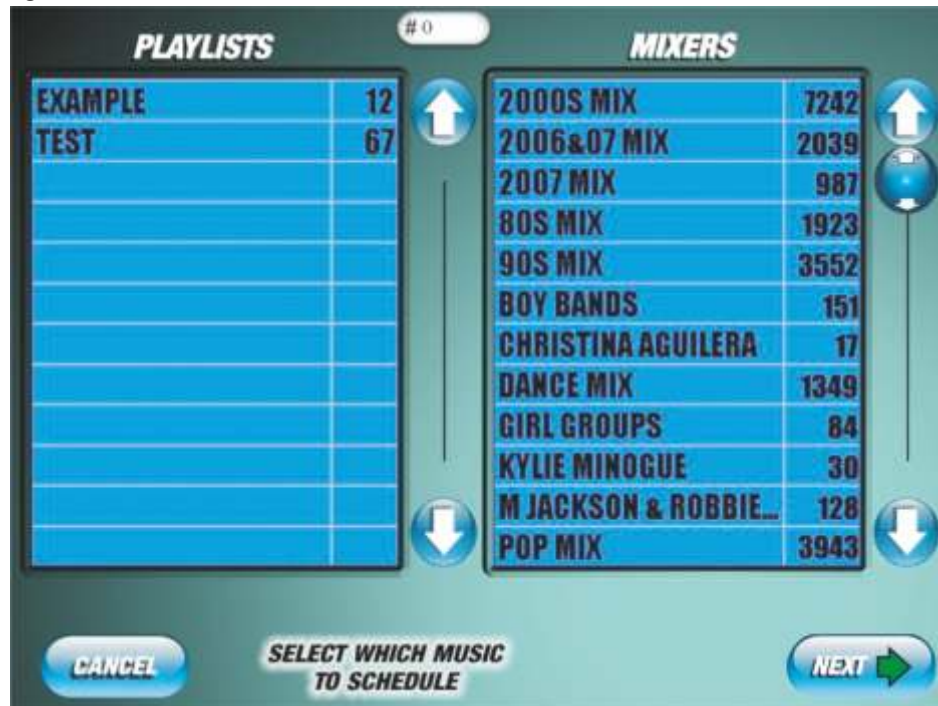 # 0
PLAYLISTS
MIXERS
EXAMPLE 12
TEST 67
2000S MIX 7242
2006&07 MIX 2039
2007 MIX 987
80S MIX 1923
90S MIX 3552
BOY BANDS 151
CHRISTINA AGUILERA 17
DANCE MIX 1349
GIRL GROUPS 84
KYLIE MINOGUE 30
M JACKSON & ROBBIE... 128
POP MIX 3943
CANCEL
SELECT WHICH MUSIC
TO SCHEDULE
NEXT